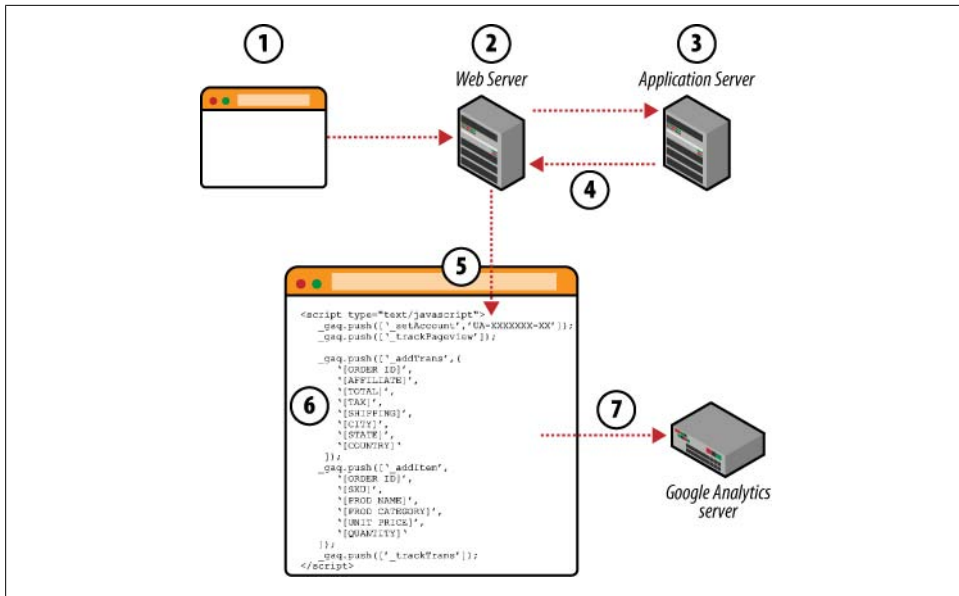 1
2
3
Web Server
Application Server
4
5
<script type="text/javascript">
_gaq.push(['_setAccount','UA-XXXXXXX-XX']);
_gaq.push(['_trackPageview']);
_gaq.push(['_addTrans',(
'[ORDER ID]',
'[AFFILIATE]',
'[TOTAL]',
'[TAX]',
'[SHIPPING]',
'[CITY]',
'[STATE]',
'[COUNTRY]'
]);
_gaq.push(['_addItem',
'[ORDER ID]',
'[SKU]',
'[PROD NAME]',
'[PROD CATEGORY]',
'[UNIT PRICE]',
'[QUANTITY]'
]);
_gaq.push(['_trackTrans']);
</script>
6
7
Google Analytics
server